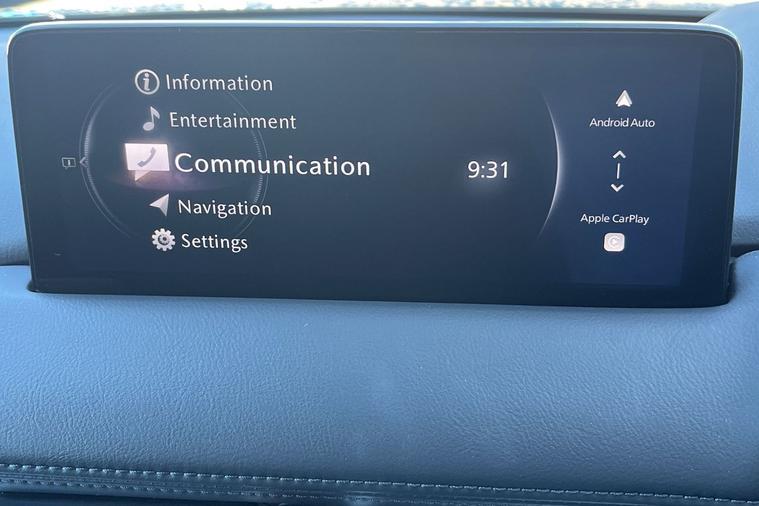 Information
Entertainment
Communication
Navigation
Settings
9:31
Android Auto
Apple CarPlay